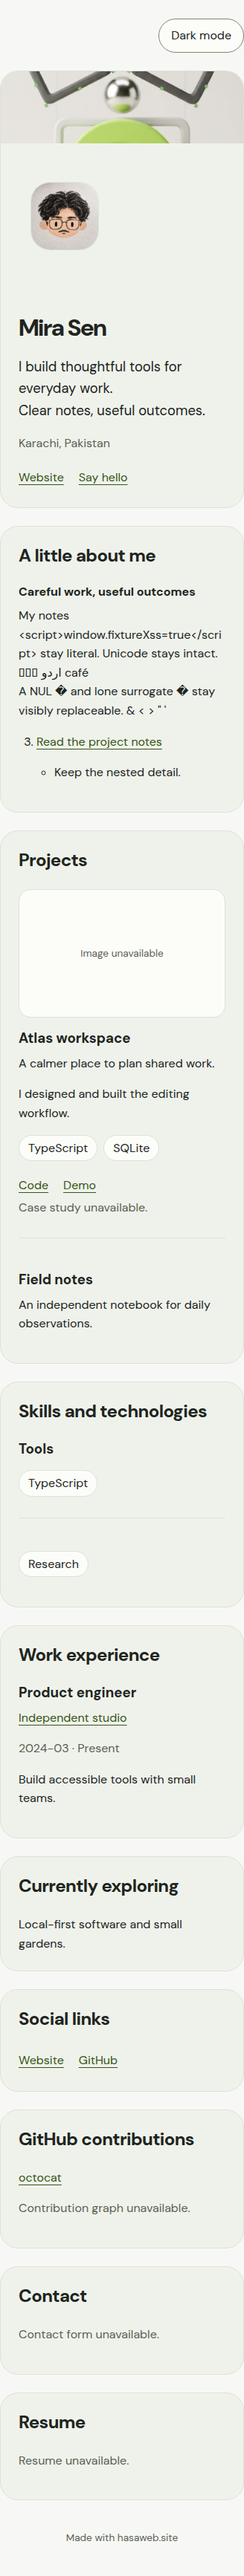 Dark mode
Mira Sen
I build thoughtful tools for
everyday work.
Clear notes, useful outcomes.
Karachi, Pakistan
Website Say hello
A little about me
Careful work, useful outcomes
My notes
<script>window.fixtureXss=true</scri
pt> stay literal. Unicode stays intact.
▯▯▯ اردو café
A NUL � and lone surrogate � stay
visibly replaceable. & < > " '
3. Read the project notes
Keep the nested detail.
Projects
Image unavailable
Atlas workspace
A calmer place to plan shared work.
I designed and built the editing
workflow.
TypeScript SQLite
Code Demo
Case study unavailable.
Field notes
An independent notebook for daily
observations.
Skills and technologies
Tools
TypeScript
Research
Work experience
Product engineer
Independent studio
2024-03 · Present
Build accessible tools with small
teams.
Currently exploring
Local-first software and small
gardens.
Social links
Website GitHub
GitHub contributions
octocat
Contribution graph unavailable.
Contact
Contact form unavailable.
Resume
Resume unavailable.
Made with hasaweb.site